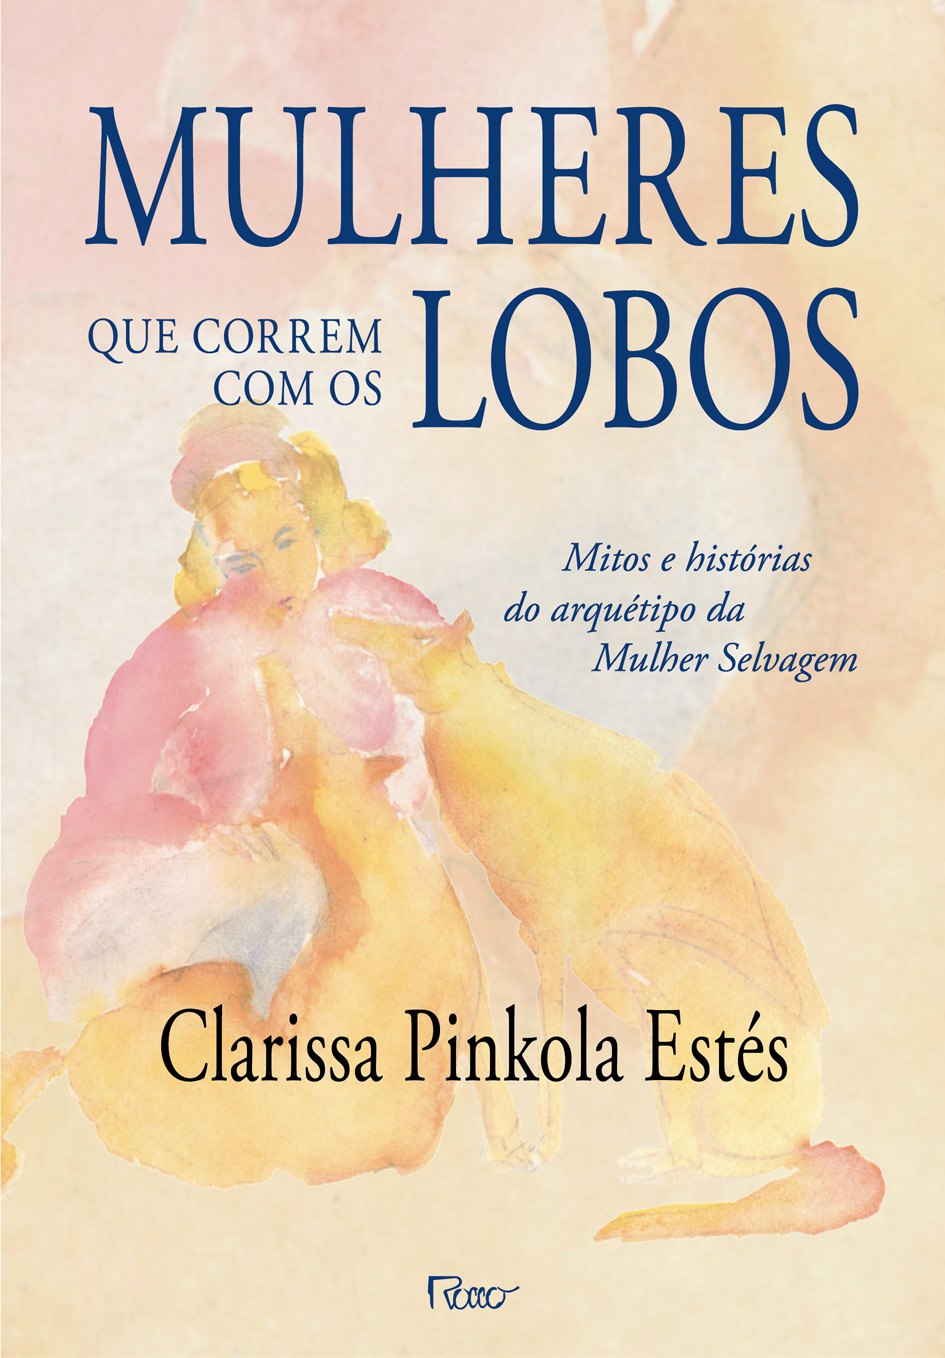 MULHERES
QUE CORREM
COM OS
LOBOS
Mitos e histórias
do arquétipo da
Mulher Selvagem
Clarissa Pinkola Estés
Rocco